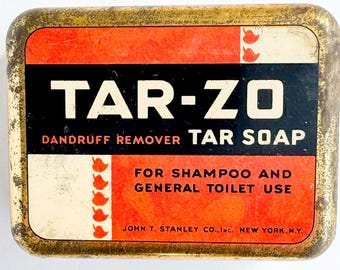 TAR-ZO
DANDRUFF REMOVER TAR SOAP
FOR SHAMPOO AND
GENERAL TOILET USE
JOHN T. STANLEY CO., INC. NEW YORK, N.Y.